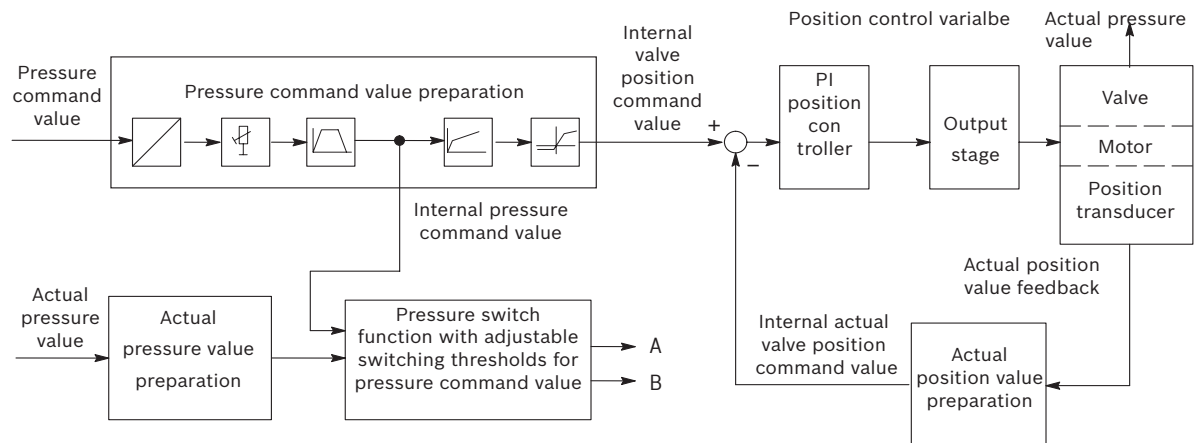 Pressure
command
value
Pressure command value preparation
Internal
valve
position
command
value
+
−
Position control varialbe
PI
position
con
troller
Output
stage
Actual pressure
value
Valve
Motor
Position
transducer
Internal pressure
command value
Actual position
value feedback
Actual
pressure
value
Actual
pressure value
preparation
Pressure switch
function with adjustable
switching thresholds for
pressure command value
A
B
Internal actual
valve position
command value
Actual
position value
preparation